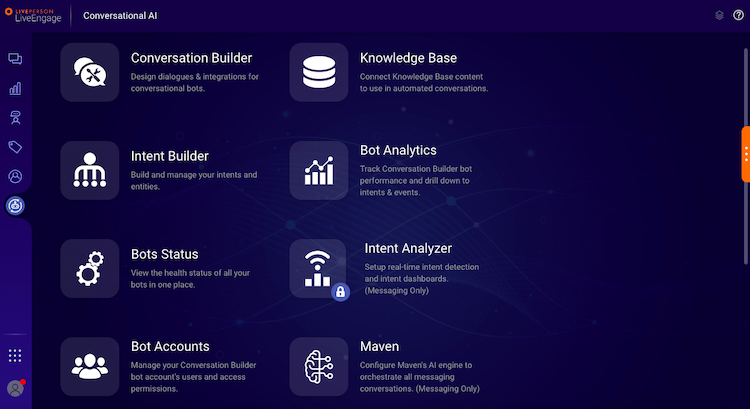 LIVEPERSON
LiveEngage
Conversational AI
Conversation Builder
Design dialogues & integrations for
conversational bots.
Knowledge Base
Connect Knowledge Base content
to use in automated conversations.
Intent Builder
Build and manage your intents and
entities.
Bot Analytics
Track Conversation Builder bot
performance and drill down to
intents & events.
Bots Status
View the health status of all your
bots in one place.
Intent Analyzer
Setup real-time intent detection
and intent dashboards.
(Messaging Only)
Bot Accounts
Manage your Conversation Builder
bot account's users and access
permissions.
Maven
Configure Maven's AI engine to
orchestrate all messaging
conversations. (Messaging Only)